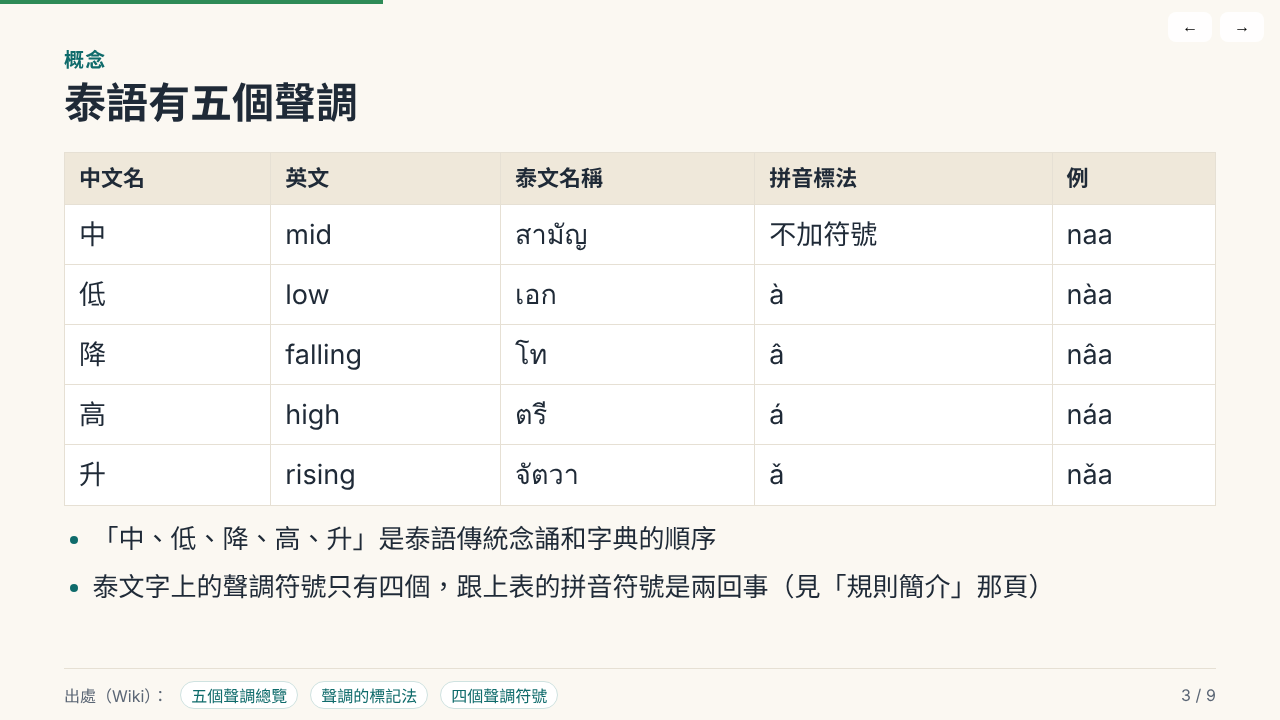 ← →
概念
泰語有五個聲調
中文名 英文 泰文名稱 拼音標法 例
中 mid สามัญ 不加符號 naa
低 low เอก à nàa
降 falling โท â nâa
高 high ตรี á náa
升 rising จัตวา ǎ nǎa
• 「中、低、降、高、升」是泰語傳統念誦和字典的順序
• 泰文字上的聲調符號只有四個，跟上表的拼音符號是兩回事（見「規則簡介」那頁）
出處（Wiki）： 五個聲調總覽 聲調的標記法 四個聲調符號 3 / 9